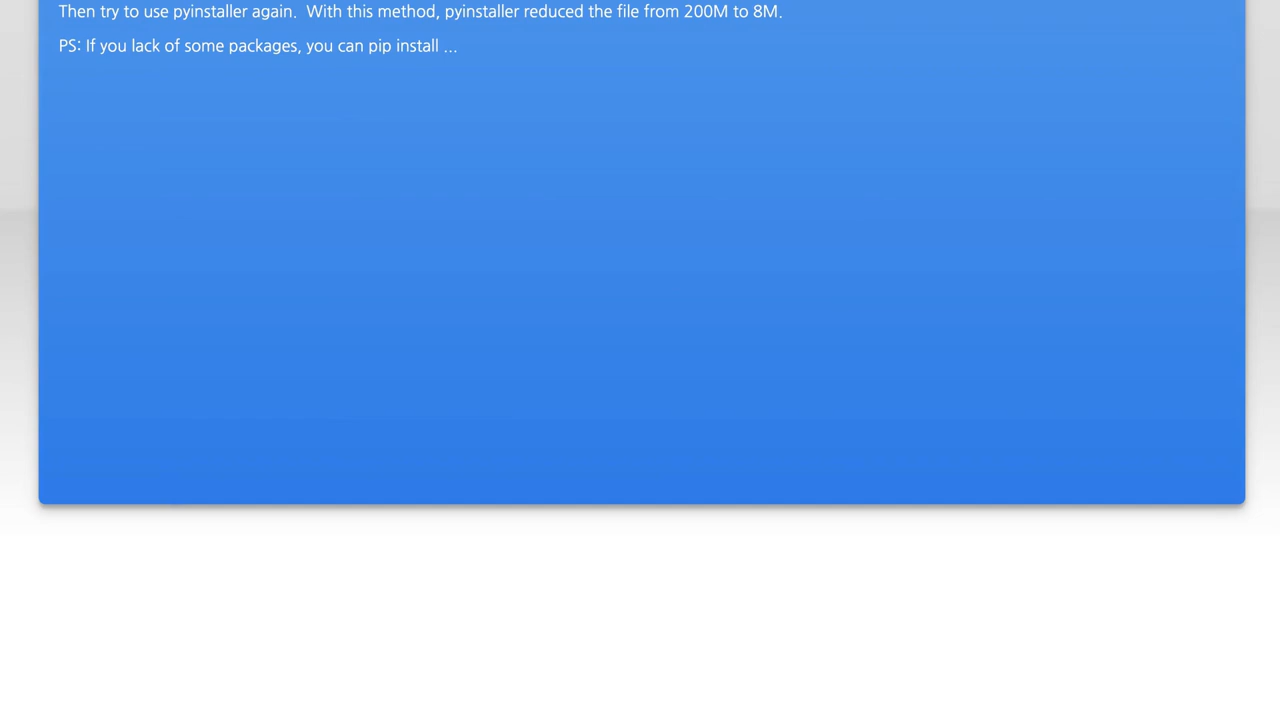 Then try to use pyinstaller again.  With this method, pyinstaller reduced the file from 200M to 8M.
PS: If you lack of some packages, you can pip install ...